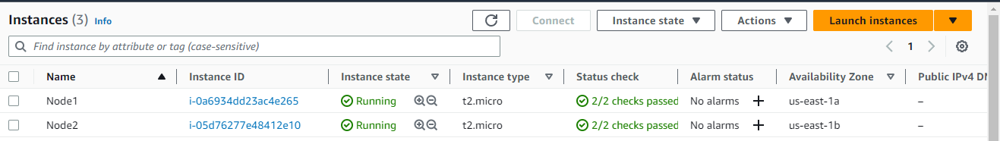 Instances (3) Info Connect Instance state Actions Launch instances
Find instance by attribute or tag (case-sensitive) 1
Name Instance ID Instance state Instance type Status check Alarm status Availability Zone Public IPv4
Node1 i-0a6934dd23ac4e265 Running t2.micro 2/2 checks passed No alarms + us-east-1a –
Node2 i-05d76277e48412e10 Running t2.micro 2/2 checks passed No alarms + us-east-1b –